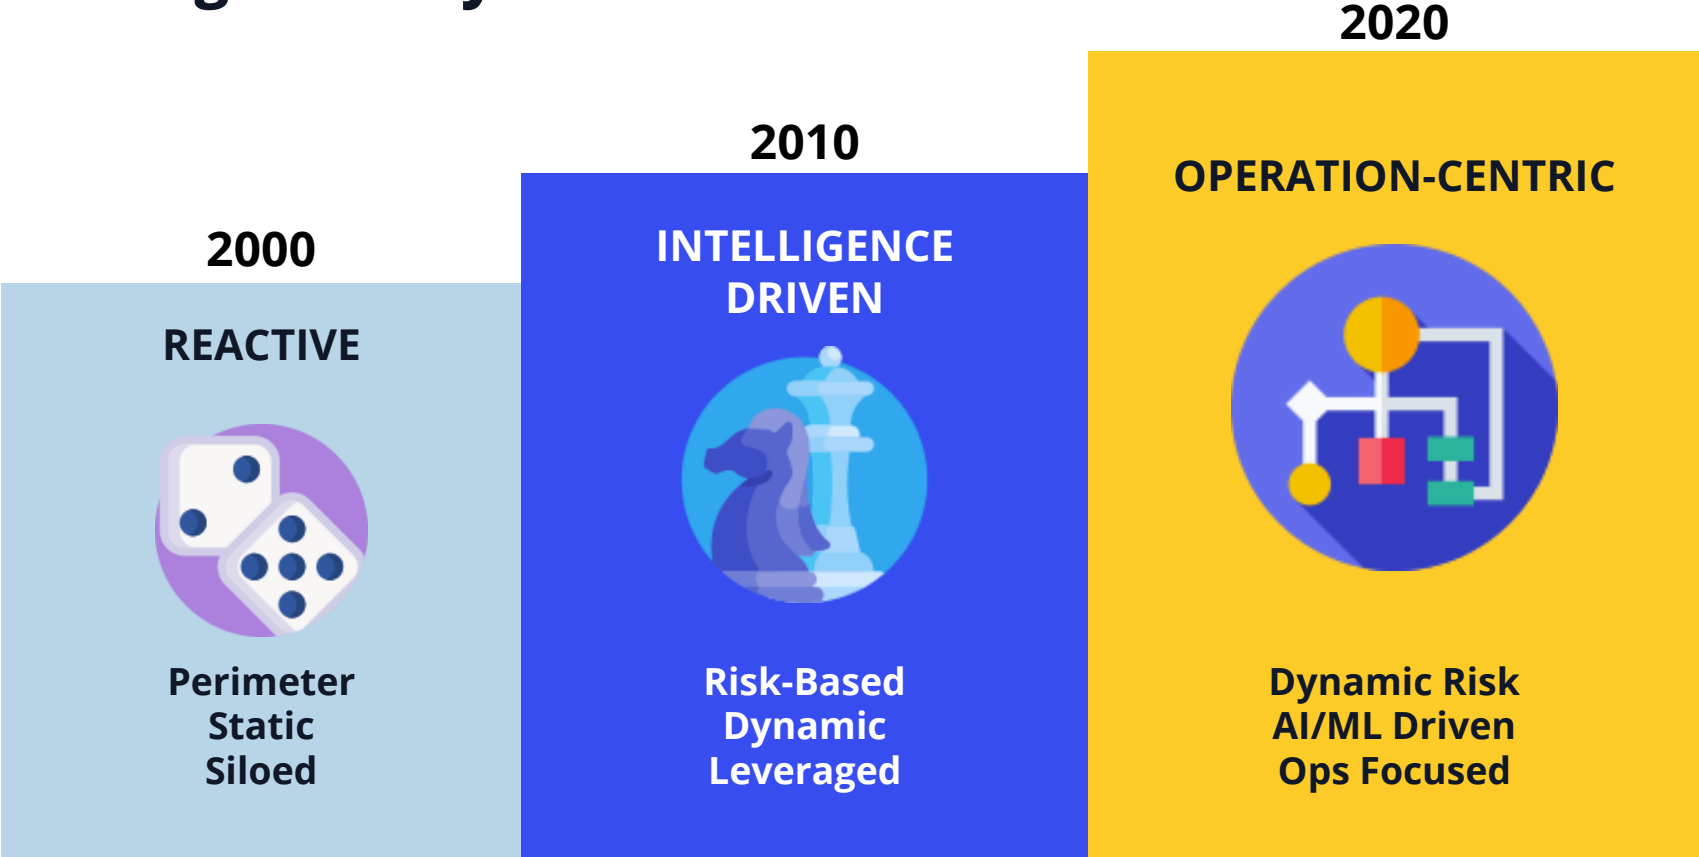 2000
REACTIVE
Perimeter
Static
Siloed
2010
INTELLIGENCE
DRIVEN
Risk-Based
Dynamic
Leveraged
2020
OPERATION-CENTRIC
Dynamic Risk
AI/ML Driven
Ops Focused